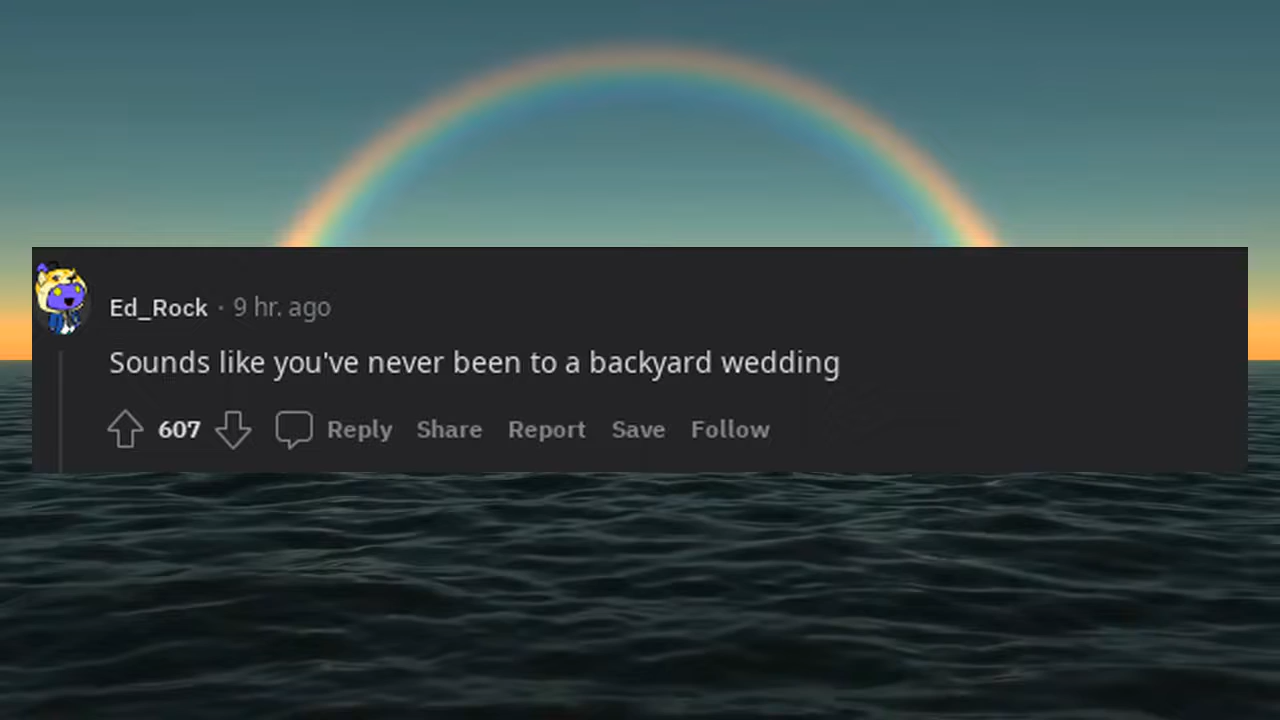 Ed_Rock · 9 hr. ago
Sounds like you've never been to a backyard wedding
607 Reply Share Report Save Follow